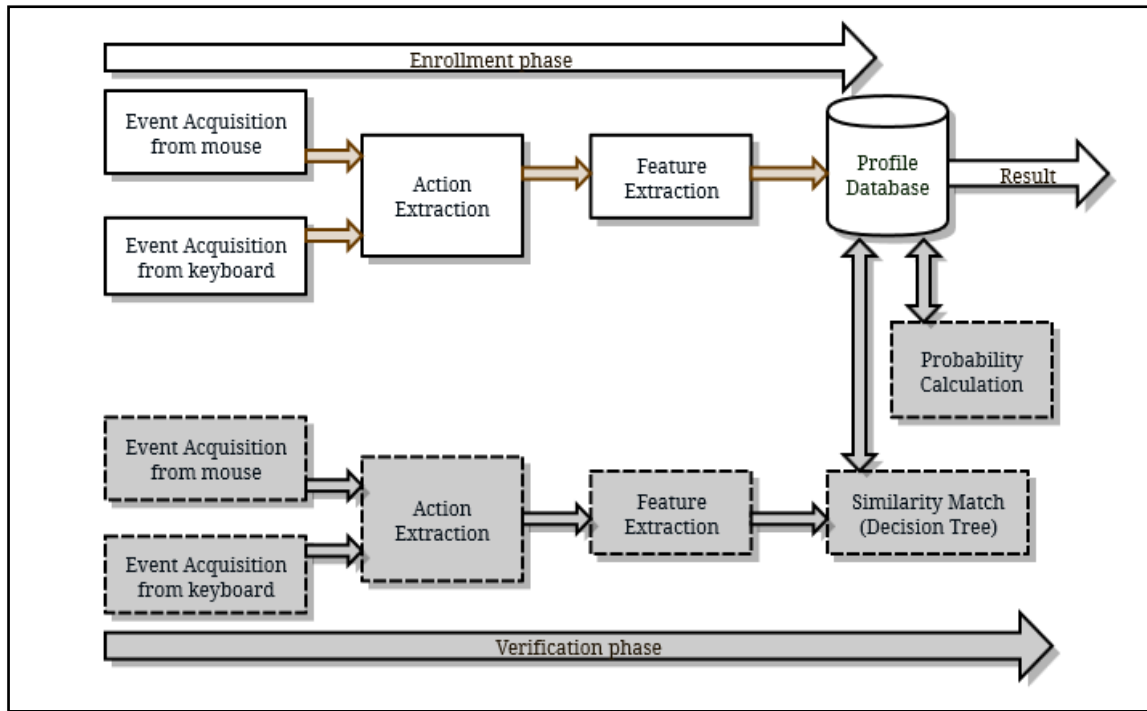 Enrollment phase
Event Acquisition
from mouse
Event Acquisition
from keyboard
Action
Extraction
Feature
Extraction
Profile
Database
Result
Probability
Calculation
Event Acquisition
from mouse
Event Acquisition
from keyboard
Action
Extraction
Feature
Extraction
Similarity Match
(Decision Tree)
Verification phase